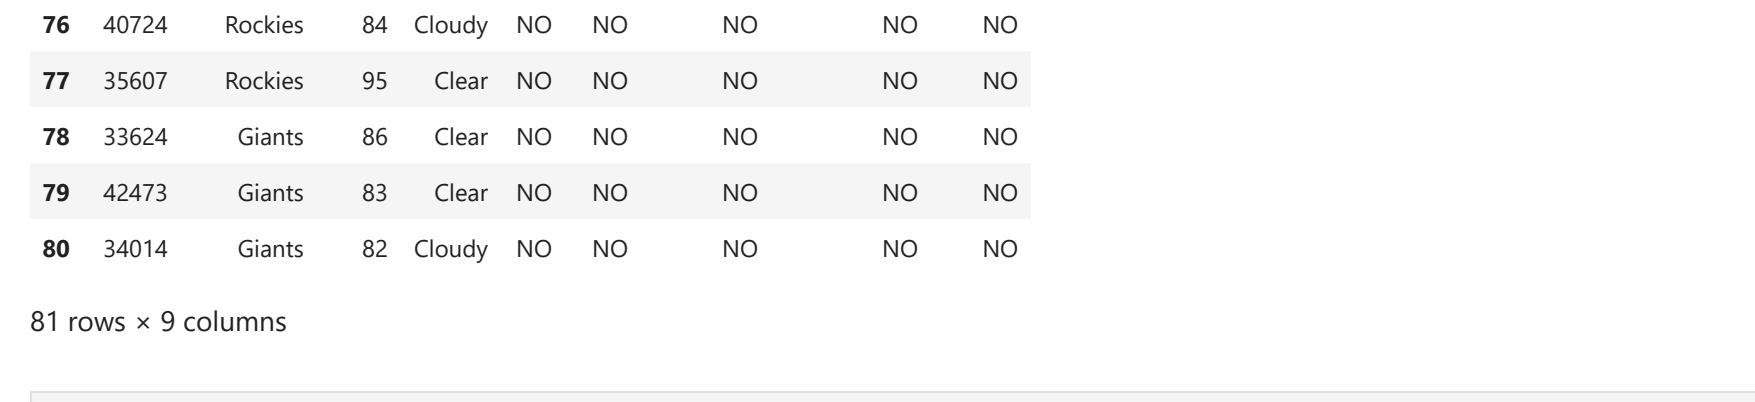 76 40724 Rockies 84 Cloudy NO NO NO NO NO
77 35607 Rockies 95 Clear NO NO NO NO NO
78 33624 Giants 86 Clear NO NO NO NO NO
79 42473 Giants 83 Clear NO NO NO NO NO
80 34014 Giants 82 Cloudy NO NO NO NO NO
81 rows × 9 columns